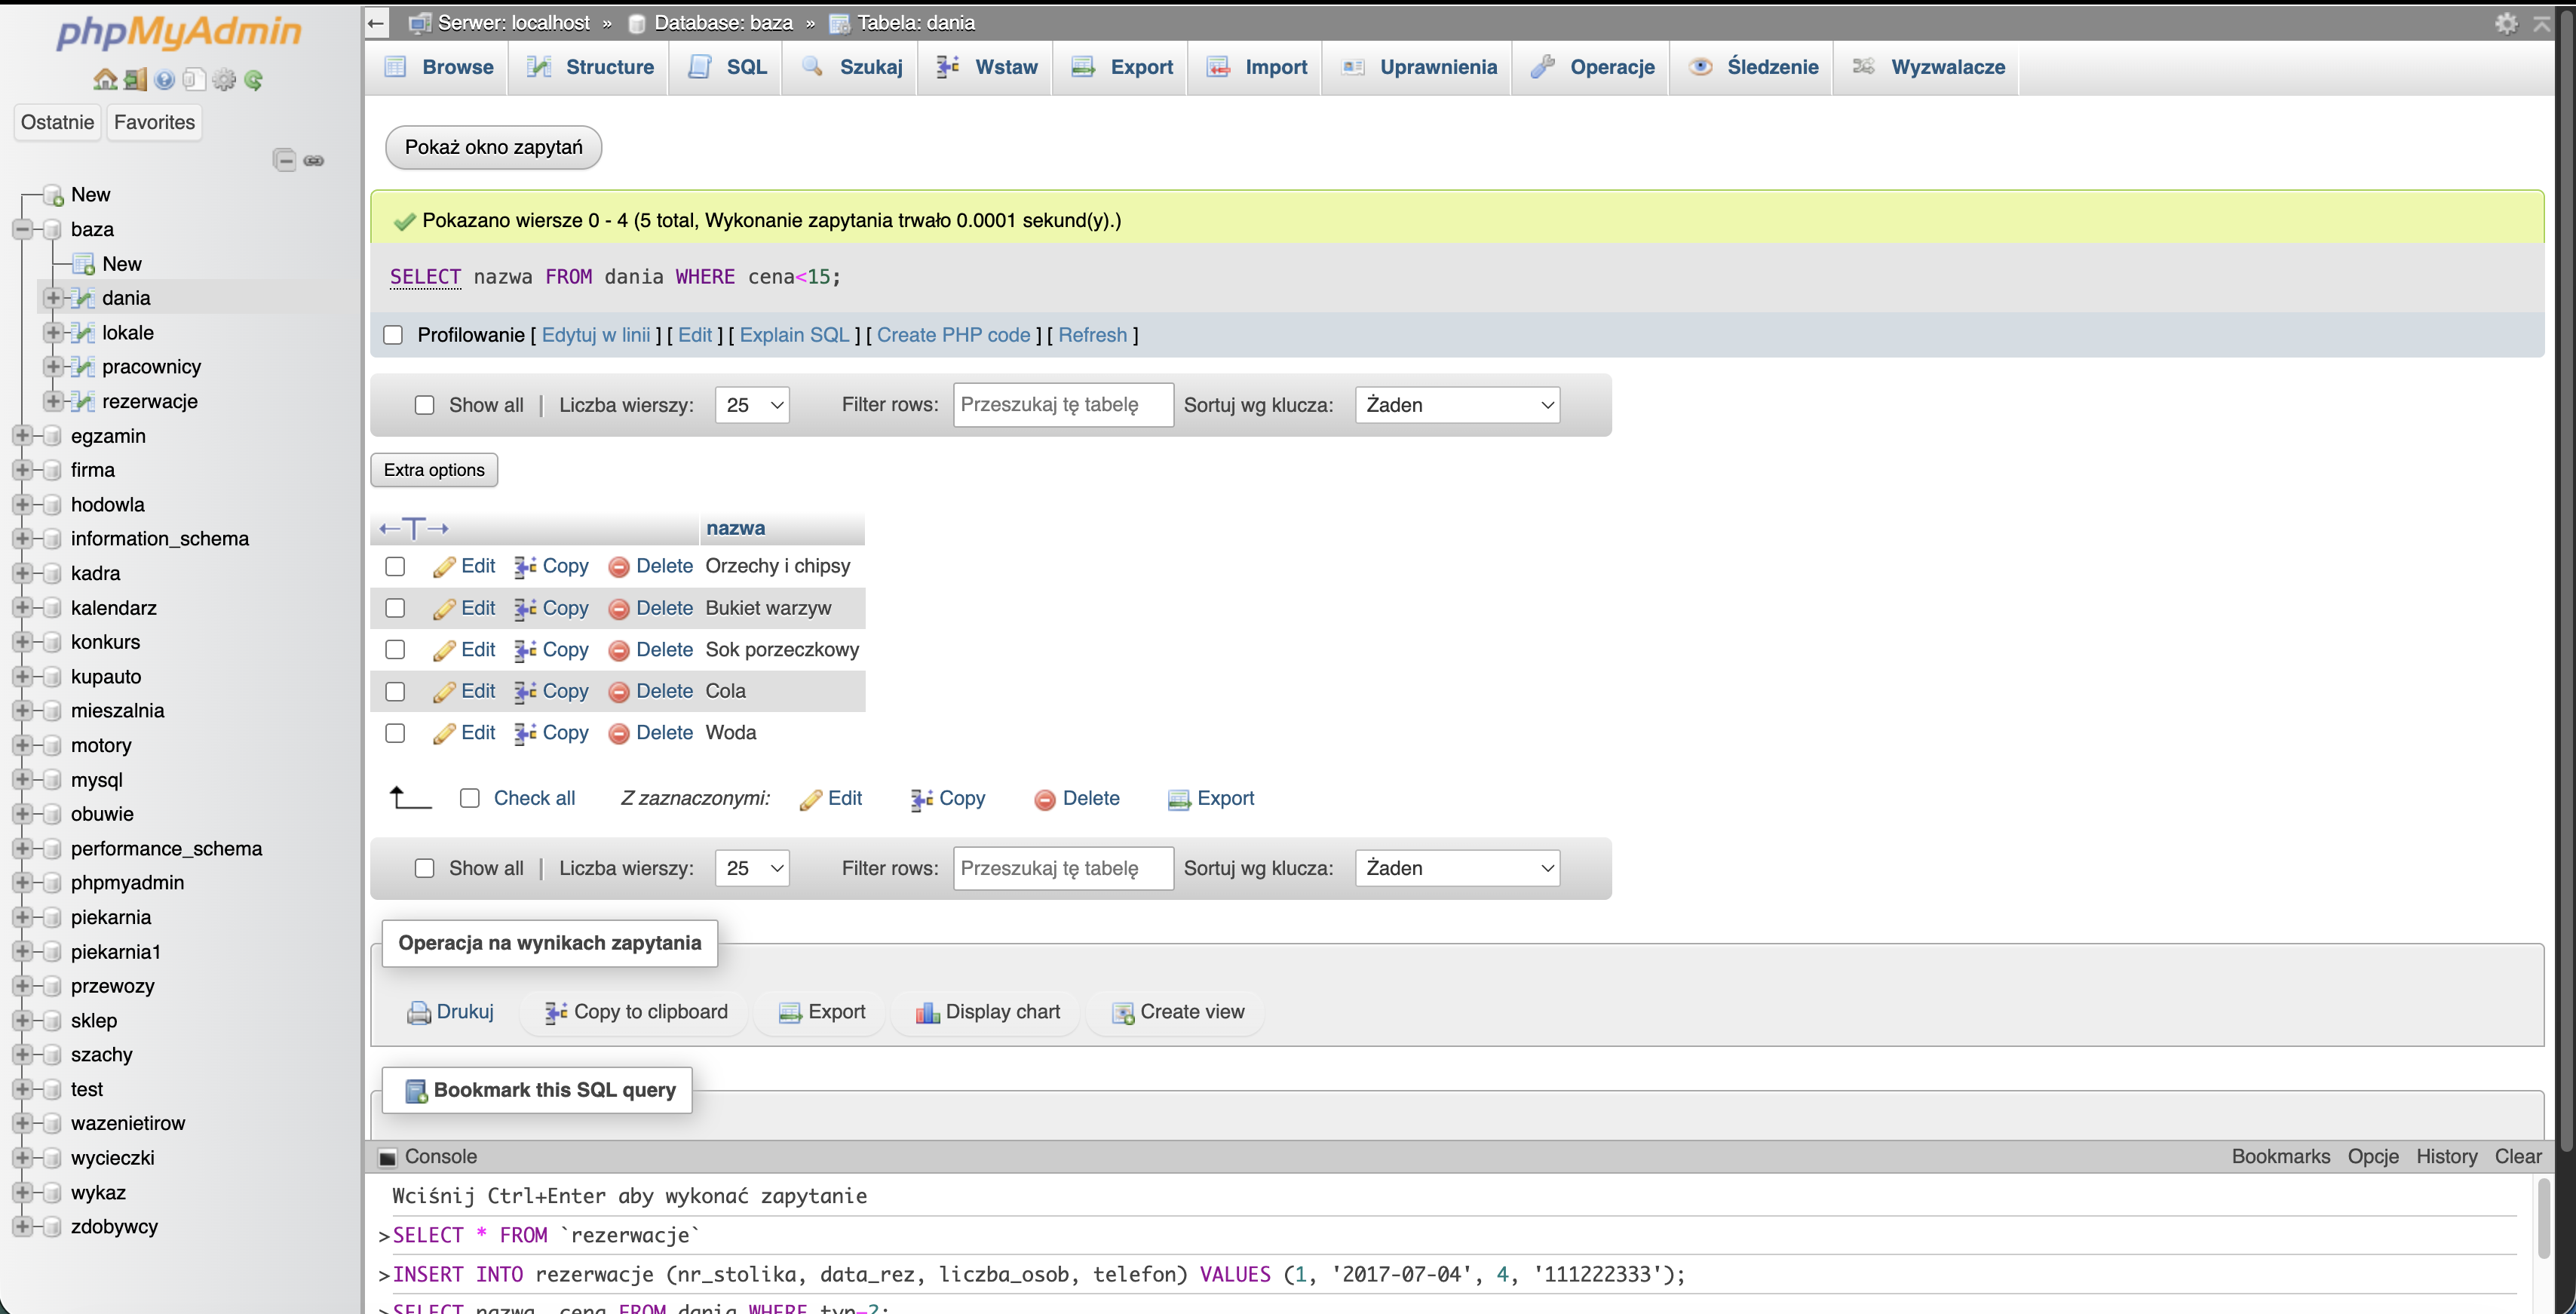 phpMyAdmin
Ostatnie Favorites
New
baza
New
dania
lokale
pracownicy
rezerwacje
egzamin
firma
hodowla
information_schema
kadra
kalendarz
konkurs
kupauto
mieszalnia
motory
mysql
obuwie
performance_schema
phpmyadmin
piekarnia
piekarnia1
przewozy
sklep
szachy
test
wazenietirow
wycieczki
wykaz
zdobywcy
Serwer: localhost » Database: baza » Tabela: dania
Browse Structure SQL Szukaj Wstaw Export Import Uprawnienia Operacje Śledzenie Wyzwalacze
Pokaż okno zapytań
Pokazano wiersze 0 - 4 (5 total, Wykonanie zapytania trwało 0.0001 sekund(y).)
SELECT nazwa FROM dania WHERE cena<15;
Profilowanie [ Edytuj w linii ] [ Edit ] [ Explain SQL ] [ Create PHP code ] [ Refresh ]
Show all | Liczba wierszy: 25 Filter rows: Przeszukaj tę tabelę Sortuj wg klucza: Żaden
Extra options
←T→ nazwa
Edit Copy Delete Orzechy i chipsy
Edit Copy Delete Bukiet warzyw
Edit Copy Delete Sok porzeczkowy
Edit Copy Delete Cola
Edit Copy Delete Woda
Check all Z zaznaczonymi: Edit Copy Delete Export
Show all | Liczba wierszy: 25 Filter rows: Przeszukaj tę tabelę Sortuj wg klucza: Żaden
Operacja na wynikach zapytania
Drukuj Copy to clipboard Export Display chart Create view
Bookmark this SQL query
Console Bookmarks Opcje History Clear
Wciśnij Ctrl+Enter aby wykonać zapytanie
>SELECT * FROM `rezerwacje`
>INSERT INTO rezerwacje (nr_stolika, data_rez, liczba_osob, telefon) VALUES (1, '2017-07-04', 4, '111222333');
>SELECT nazwa, cena FROM dania WHERE typ=2;